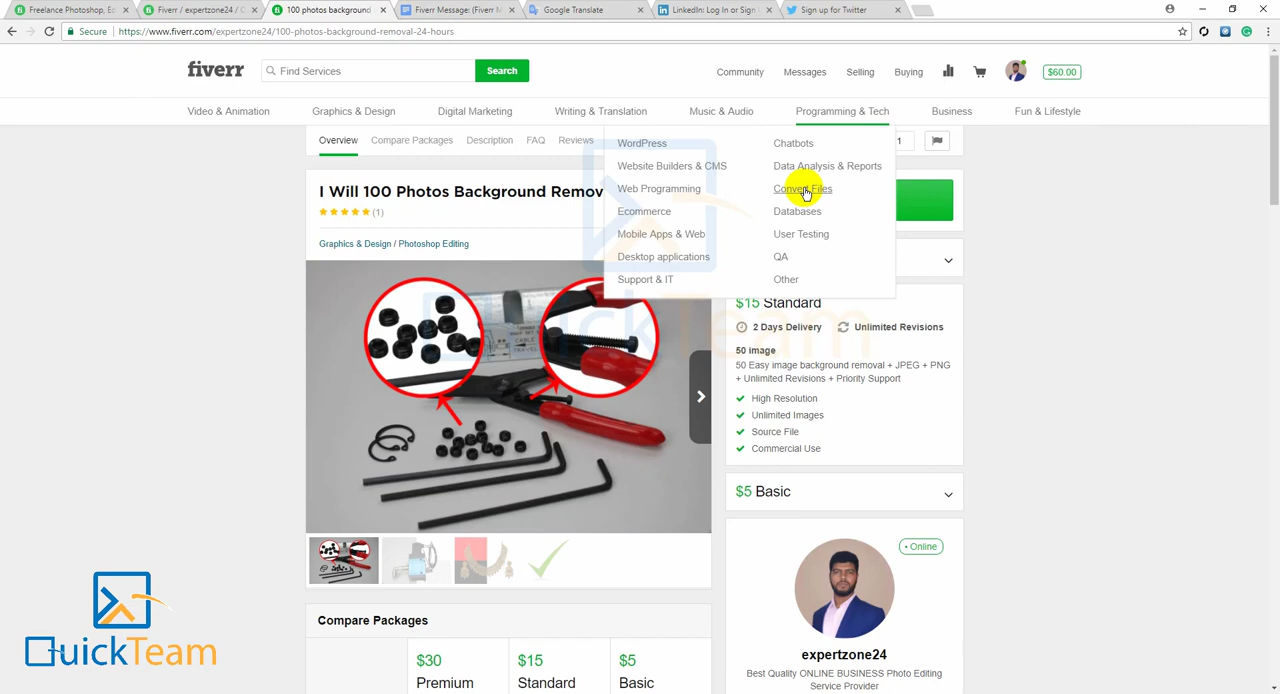 Freelance Photoshop, Ex
Fiverr / expertzone24 / C
100 photos background
Fiverr Message: (Fiverr M
Google Translate
LinkedIn: Log In or Sign
Sign up for Twitter
Secure
https://www.fiverr.com/expertzone24/100-photos-background-removal-24-hours
fiverr
Find Services
Search
Community
Messages
Selling
Buying
$60.00
Video & Animation
Graphics & Design
Digital Marketing
Writing & Translation
Music & Audio
Programming & Tech
Business
Fun & Lifestyle
Overview
Compare Packages
Description
FAQ
Reviews
1
WordPress
Chatbots
Website Builders & CMS
Data Analysis & Reports
Web Programming
Convert Files
Ecommerce
Databases
Mobile Apps & Web
User Testing
Desktop applications
QA
Support & IT
Other
I Will 100 Photos Background Remov
(1)
Graphics & Design / Photoshop Editing
$15 Standard
2 Days Delivery
Unlimited Revisions
50 image
50 Easy image background removal + JPEG + PNG
+ Unlimited Revisions + Priority Support
High Resolution
Unlimited Images
Source File
Commercial Use
$5 Basic
Online
expertzone24
Best Quality ONLINE BUSINESS Photo Editing
Service Provider
Compare Packages
$30
$15
$5
Premium
Standard
Basic
QuickTeam
QuickTeam